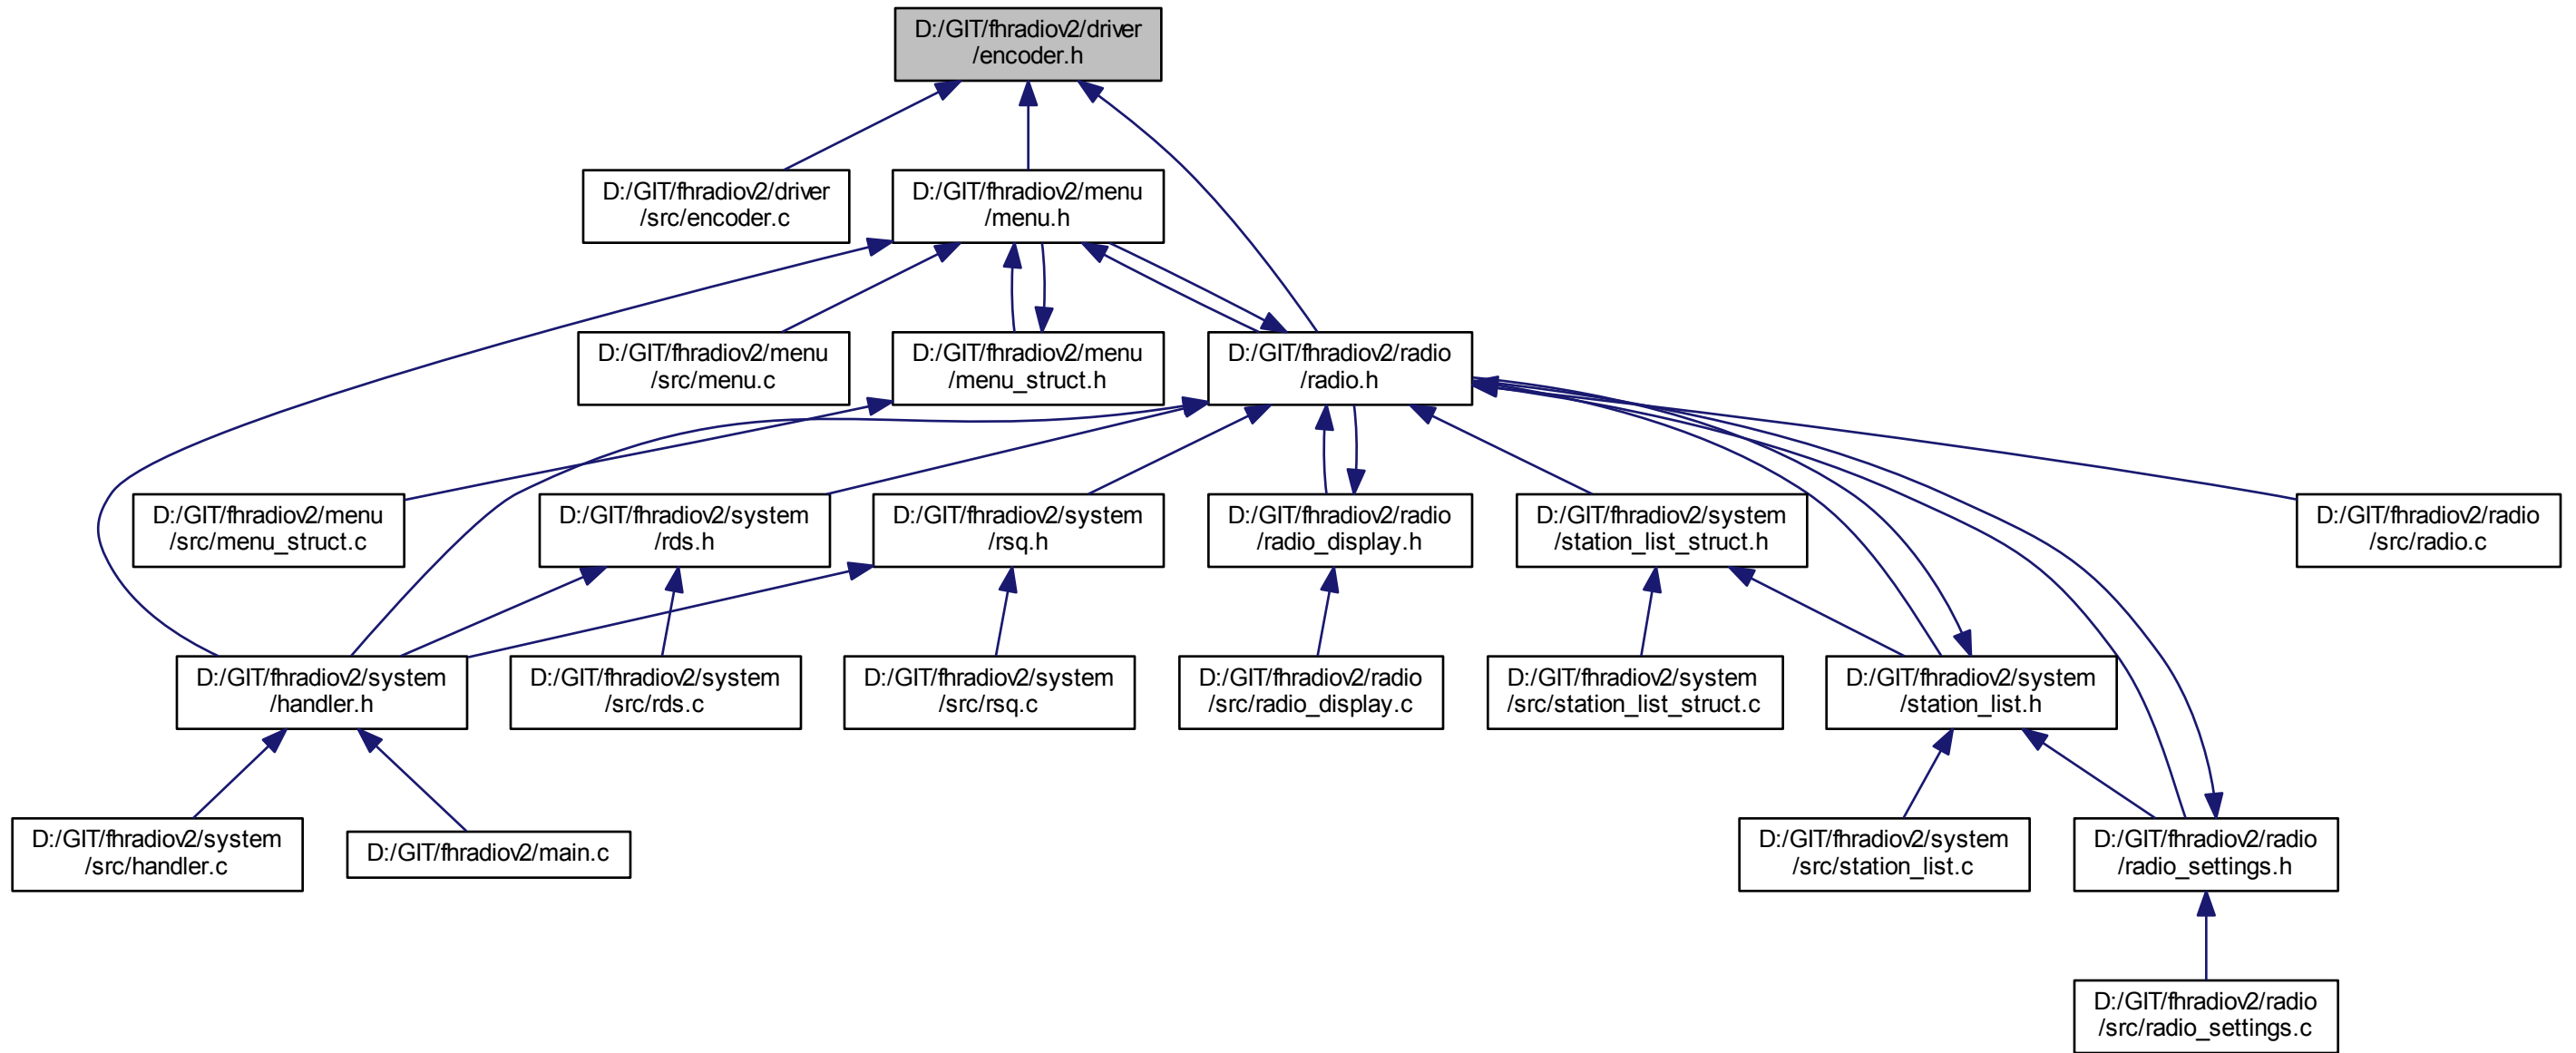 D:/GIT/fhradiov2/driver
/encoder.h
D:/GIT/fhradiov2/driver
/src/encoder.c
D:/GIT/fhradiov2/menu
/menu.h
D:/GIT/fhradiov2/menu
/src/menu.c
D:/GIT/fhradiov2/menu
/menu_struct.h
D:/GIT/fhradiov2/radio
/radio.h
D:/GIT/fhradiov2/menu
/src/menu_struct.c
D:/GIT/fhradiov2/system
/rds.h
D:/GIT/fhradiov2/system
/rsq.h
D:/GIT/fhradiov2/radio
/radio_display.h
D:/GIT/fhradiov2/system
/station_list_struct.h
D:/GIT/fhradiov2/radio
/src/radio.c
D:/GIT/fhradiov2/system
/handler.h
D:/GIT/fhradiov2/system
/src/rds.c
D:/GIT/fhradiov2/system
/src/rsq.c
D:/GIT/fhradiov2/radio
/src/radio_display.c
D:/GIT/fhradiov2/system
/src/station_list_struct.c
D:/GIT/fhradiov2/system
/station_list.h
D:/GIT/fhradiov2/system
/src/handler.c
D:/GIT/fhradiov2/main.c
D:/GIT/fhradiov2/system
/src/station_list.c
D:/GIT/fhradiov2/radio
/radio_settings.h
D:/GIT/fhradiov2/radio
/src/radio_settings.c